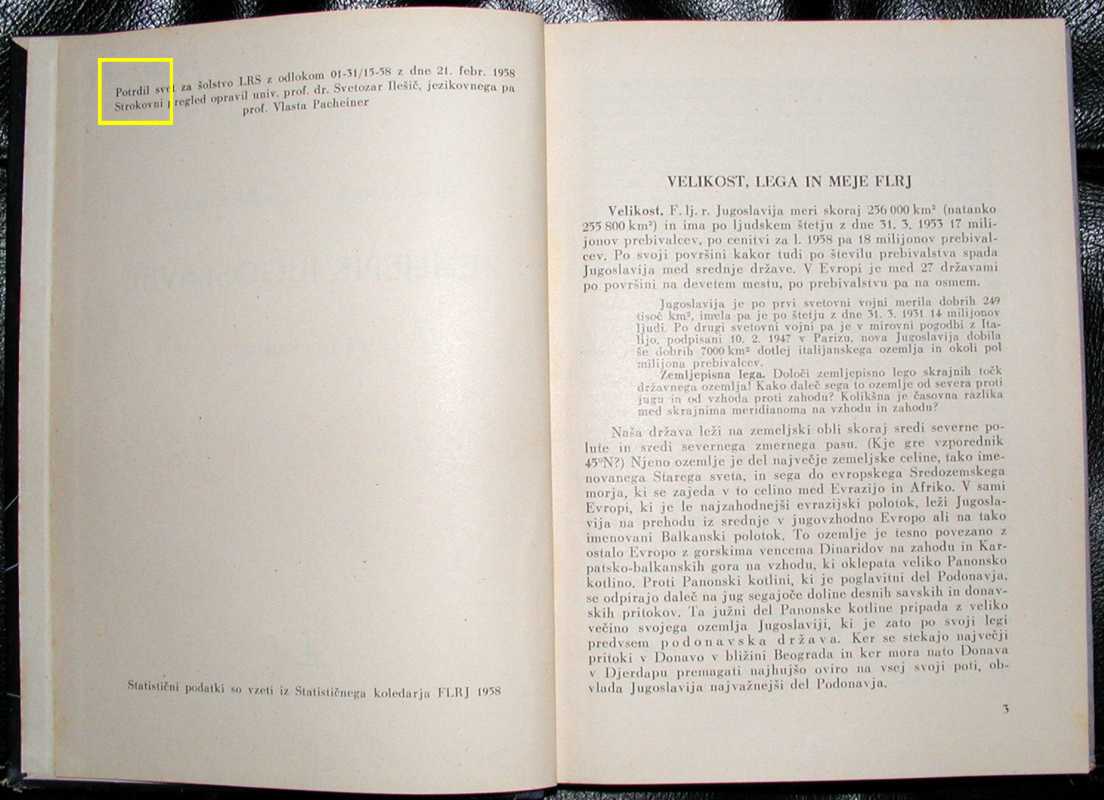 Potrdil svet za šolstvo LRS z odlokom 01-31/15-58 z dne 21. febr. 1958
Strokovni pregled opravil univ. prof. dr. Svetozar Ilešič, jezikovnega pa
prof. Vlasta Pacheiner
Statistični podatki so vzeti iz Statističnega koledarja FLRJ 1958
VELIKOST, LEGA IN MEJE FLRJ
Velikost. F. lj. r. Jugoslavija meri skoraj 256 000 km² (natanko
255 800 km²) in ima po ljudskem štetju z dne 31. 3. 1953 17 mili-
jonov prebivalcev, po cenitvi za l. 1958 pa 18 milijonov prebival-
cev. Po svoji površini kakor tudi po številu prebivalstva spada
Jugoslavija med srednje države. V Evropi je med 27 državami
po površini na devetem mestu, po prebivalstvu pa na osmem.
Jugoslavija je po prvi svetovni vojni merila dobrih 249
tisoč km², imela pa je po štetju z dne 31. 3. 1931 14 milijonov
ljudi. Po drugi svetovni vojni pa je v mirovni pogodbi z Ita-
lijo, podpisani 10. 2. 1947 v Parizu, nova Jugoslavija dobila
še dobrih 7000 km² dotlej italijanskega ozemlja in okoli pol
milijona prebivalcev.
Zemljepisna lega. Določi zemljepisno lego skrajnih točk
državnega ozemlja! Kako daleč sega to ozemlje od severa proti
jugu in od vzhoda proti zahodu? Kolikšna je časovna razlika
med skrajnima meridianoma na vzhodu in zahodu?
Naša država leži na zemeljski obli skoraj sredi severne po-
lute in sredi severnega zmernega pasu. (Kje gre vzporednik
45°N?) Njeno ozemlje je del največje zemeljske celine, tako ime-
novanega Starega sveta, in sega do evropskega Sredozemskega
morja, ki se zajeda v to celino med Evrazijo in Afriko. V sami
Evropi, ki je le najzahodnejši evrazijski polotok, leži Jugosla-
vija na prehodu iz srednje v jugovzhodno Evropo ali na tako
imenovani Balkanski polotok. To ozemlje je tesno povezano z
ostalo Evropo z gorskima vencema Dinaridov na zahodu in Kar-
patsko-balkanskih gora na vzhodu, ki oklepata veliko Panonsko
kotlino. Proti Panonski kotlini, ki je poglavitni del Podonavja,
se odpirajo daleč na jug segajoče doline desnih savskih in donav-
skih pritokov. Ta južni del Panonske kotline pripada z veliko
večino svojega ozemlja Jugoslaviji, ki je zato po svoji legi
predvsem podonavska država. Ker se stekajo največji
pritoki v Donavo v bližini Beograda in ker mora nato Donava
v Djerdapu premagati najhujšo oviro na vsej svoji poti, ob-
vlada Jugoslavija najvažnejši del Podonavja.
3